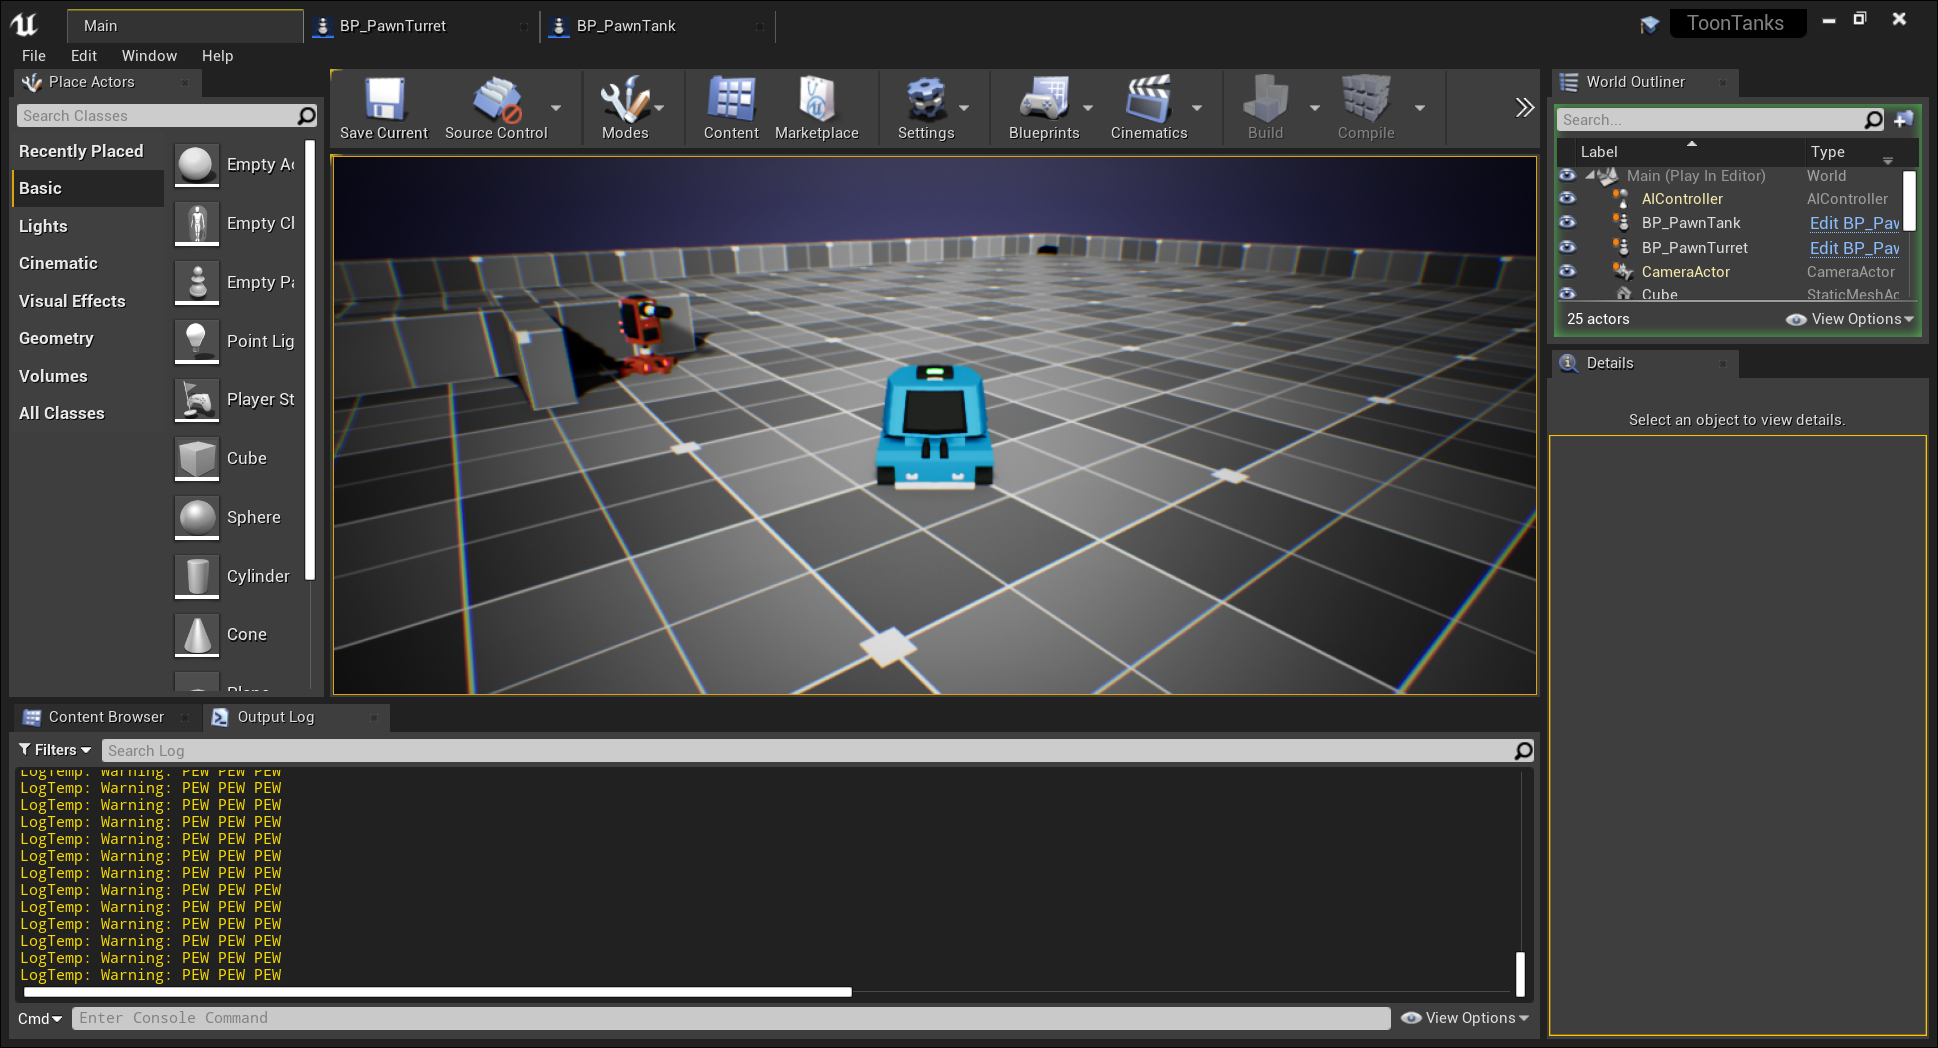 Main
BP_PawnTurret
BP_PawnTank
ToonTanks
File Edit Window Help
Place Actors
Search Classes
Recently Placed
Basic
Lights
Cinematic
Visual Effects
Geometry
Volumes
All Classes
Empty Ac
Empty Cl
Empty Pa
Point Lig
Player St
Cube
Sphere
Cylinder
Cone
Plane
Save Current
Source Control
Modes
Content
Marketplace
Settings
Blueprints
Cinematics
Build
Compile
World Outliner
Search...
Label Type
Main (Play In Editor) World
AIController AIController
BP_PawnTank Edit BP_Paw
BP_PawnTurret Edit BP_Paw
CameraActor CameraActor
Cube StaticMeshAc
25 actors View Options
Details
Select an object to view details.
Content Browser
Output Log
Filters Search Log
LogTemp: Warning: PEW PEW PEW
LogTemp: Warning: PEW PEW PEW
LogTemp: Warning: PEW PEW PEW
LogTemp: Warning: PEW PEW PEW
LogTemp: Warning: PEW PEW PEW
LogTemp: Warning: PEW PEW PEW
LogTemp: Warning: PEW PEW PEW
LogTemp: Warning: PEW PEW PEW
LogTemp: Warning: PEW PEW PEW
LogTemp: Warning: PEW PEW PEW
LogTemp: Warning: PEW PEW PEW
LogTemp: Warning: PEW PEW PEW
LogTemp: Warning: PEW PEW PEW
Cmd Enter Console Command View Options